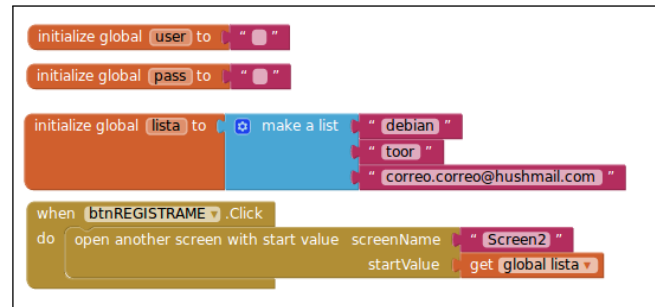 initialize global user to " "
initialize global pass to " "
initialize global lista to make a list " debian "
" toor "
" correo.correo@hushmail.com "
when btnREGISTRAME .Click
do open another screen with start value screenName " Screen2 "
startValue get global lista